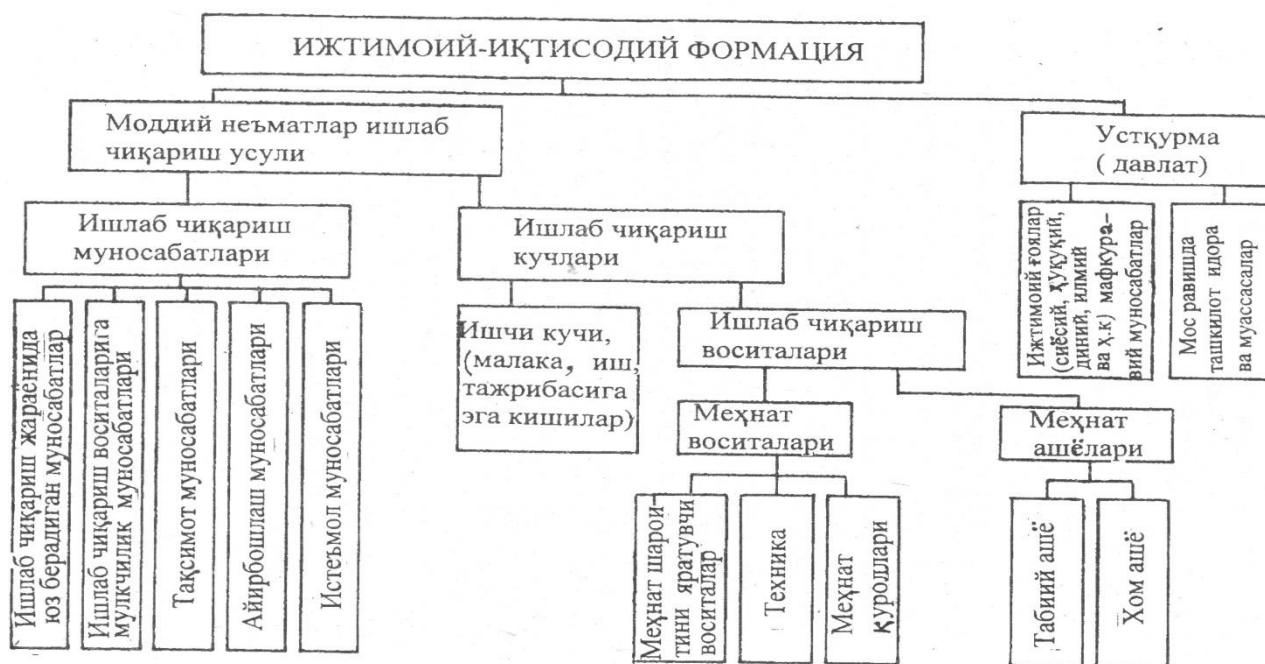 ИЖТИМОИЙ-ИҚТИСОДИЙ ФОРМАЦИЯ
Моддий неъматлар ишлаб
чиқариш усули
Устқурма
( давлат)
Ишлаб чиқариш
муносабатлари
Ишлаб чиқариш
кучлари
Ижтимоий ғоялар
(сиёсий, ҳуқуқий,
диний, илмий
ва ҳ.к) мафкура-
вий муносабатлар
Мос равишда
ташкилот идора
ва муассасалар
Ишлаб чиқариш жараенида
юз берадиган муносабатлар
Ишлаб чиқариш воситаларига
мулкчилик муносабатлари
Тақсимот муносабатлари
Айирбошлаш муносабатлари
Истеъмол муносабатлари
Ишчи кучи,
(малака, иш,
тажрибасига
эга кишилар)
Ишлаб чиқариш
воситалари
Меҳнат
воситалари
Меҳнат
ашёлари
Меҳнат шарои-
тини яратувчи
воситалар
Техника
Меҳнат
қуроллари
Табиий ашё
Хом ашё